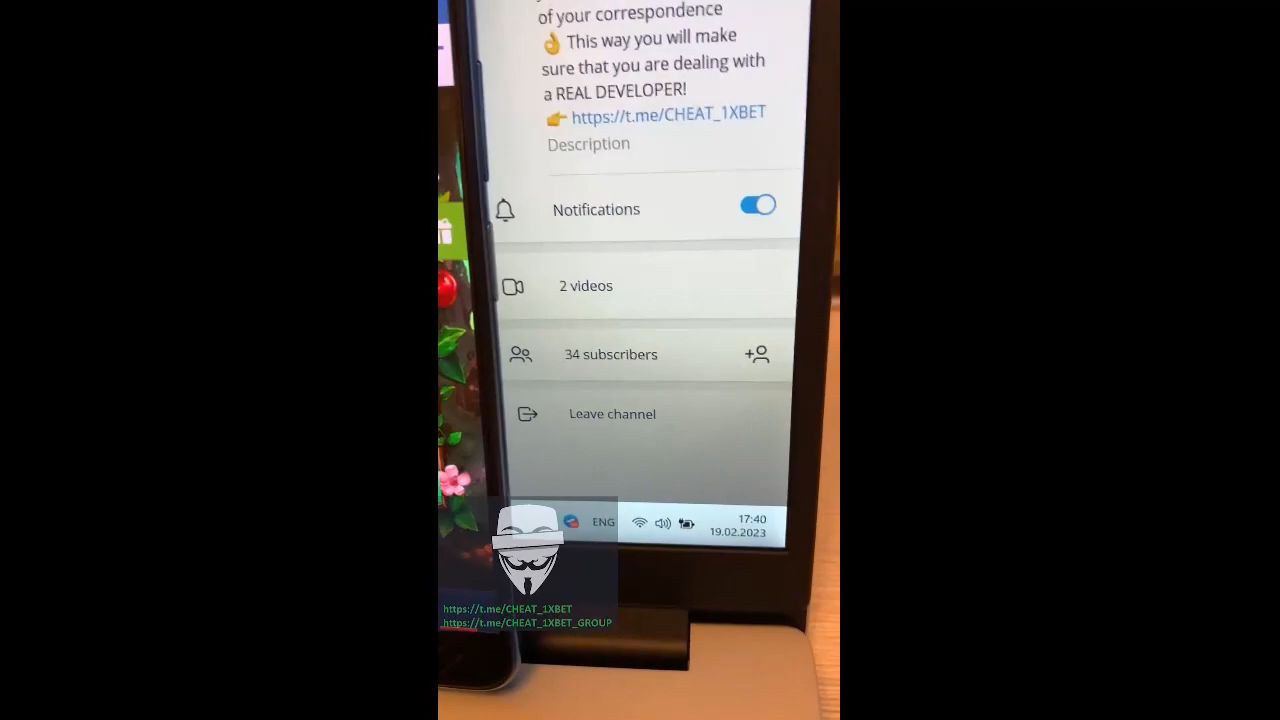 of your correspondence
👌 This way you will make
sure that you are dealing with
a REAL DEVELOPER!
👉 https://t.me/CHEAT_1XBET
Description
Notifications
2 videos
34 subscribers
Leave channel
ENG
17:40
19.02.2023
https://t.me/CHEAT_1XBET
https://t.me/CHEAT_1XBET_GROUP